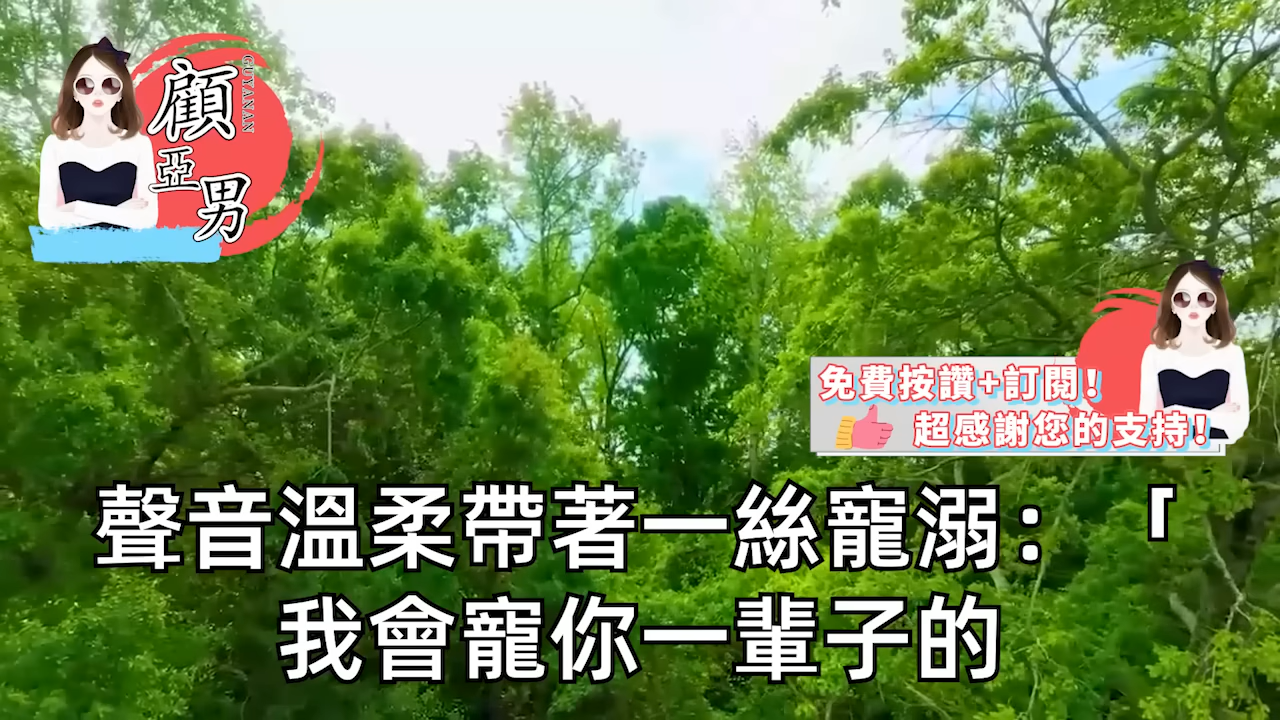 顧亞男
GUYANAN
免費按讚+訂閱！
超感謝您的支持！
聲音溫柔帶著一絲寵溺：「
我會寵你一輩子的